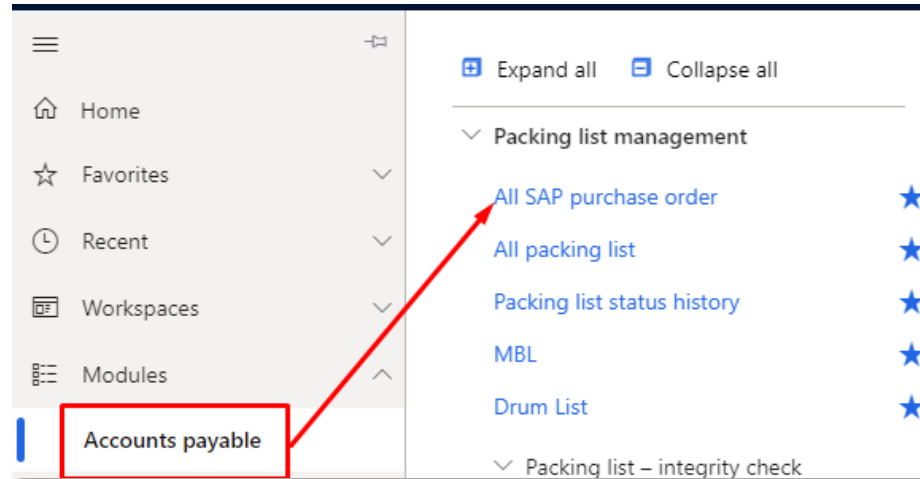 Home
Favorites
Recent
Workspaces
Modules
Accounts payable
Expand all Collapse all
Packing list management
All SAP purchase order
All packing list
Packing list status history
MBL
Drum List
Packing list – integrity check